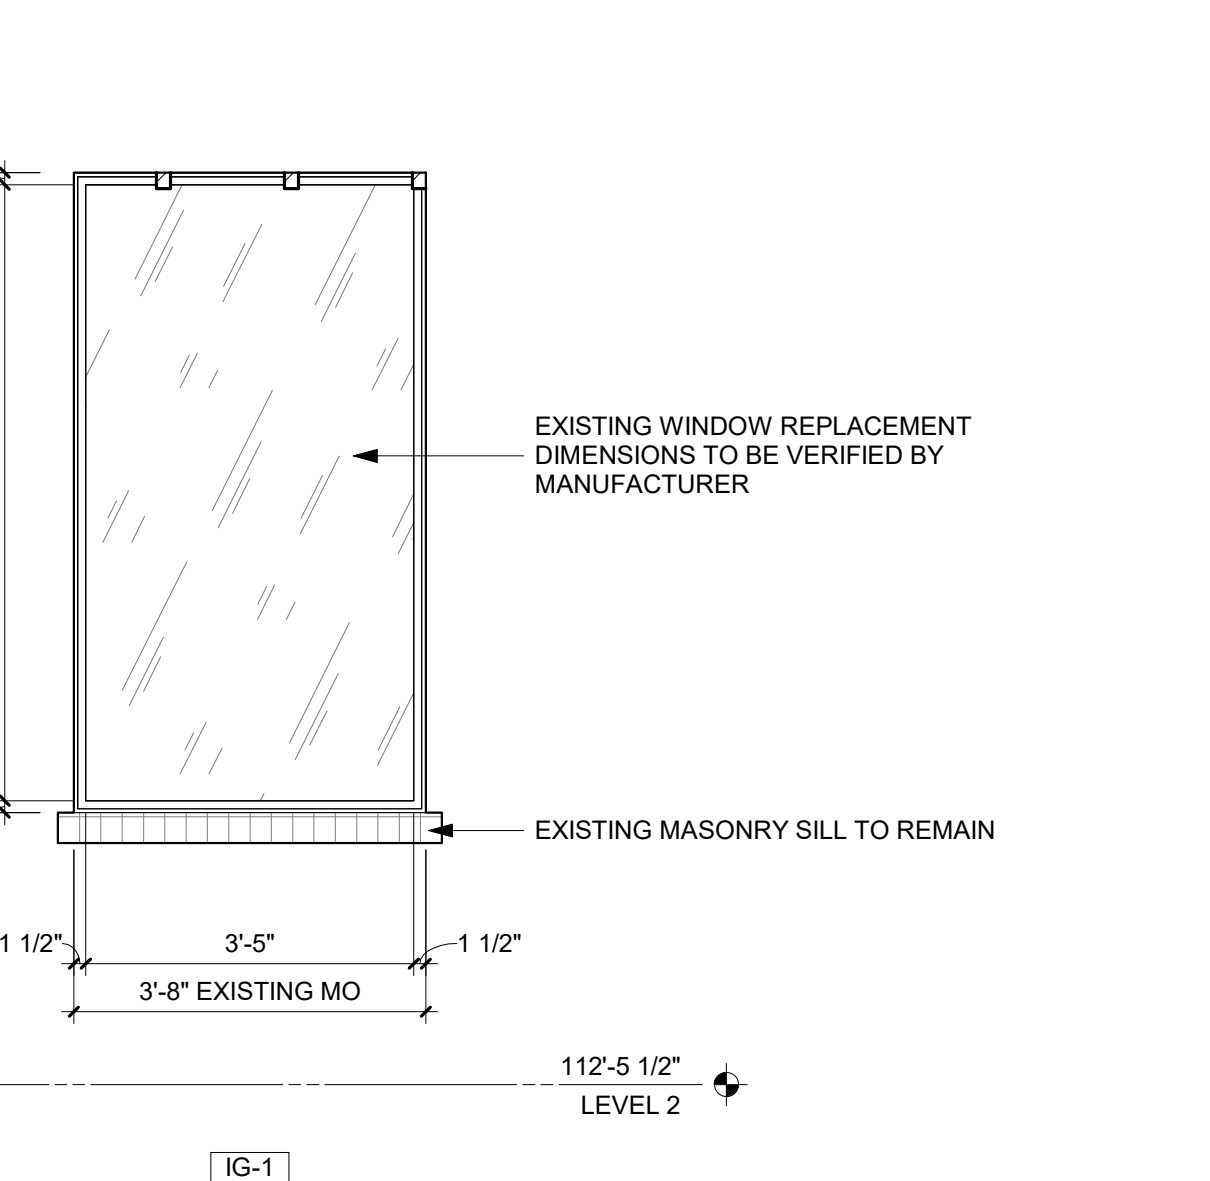 EXISTING WINDOW REPLACEMENT
DIMENSIONS TO BE VERIFIED BY
MANUFACTURER
EXISTING MASONRY SILL TO REMAIN
1 1/2" 3'-5" 1 1/2"
3'-8" EXISTING MO
112'-5 1/2"
LEVEL 2
IG-1